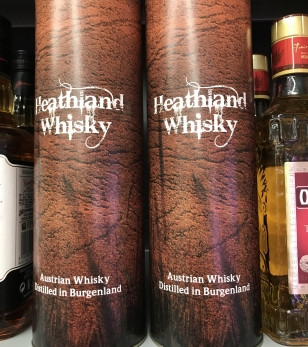 Heathland
Whisky
Austrian Whisky
Distilled in Burgenland
Heathland
Whisky
Austrian Whisky
Distilled in Burgenland